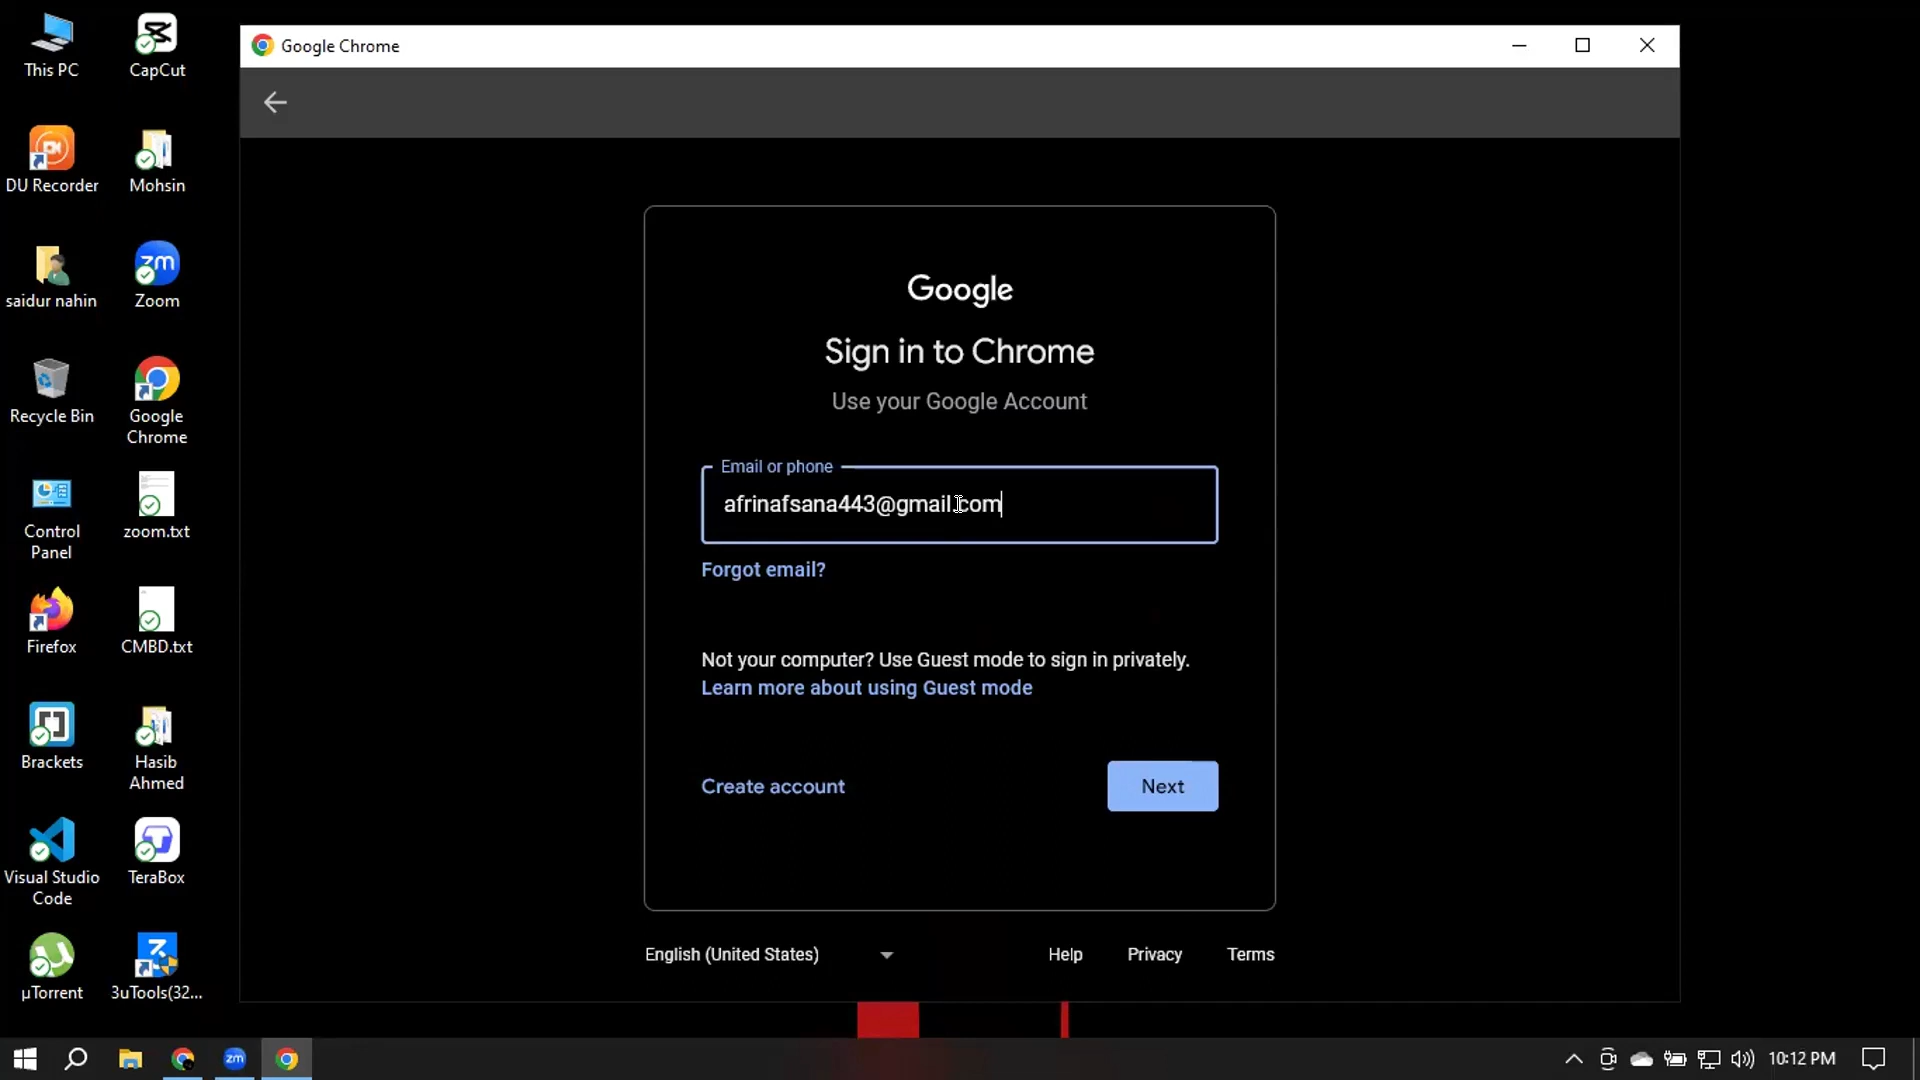 This PC
CapCut
DU Recorder
Mohsin
saidur nahin
Zoom
zm
Recycle Bin
Google
Chrome
Control
Panel
zoom.txt
Firefox
CMBD.txt
Brackets
Hasib
Ahmed
Visual Studio
Code
TeraBox
µTorrent
3uTools(32...
Google Chrome
Google
Sign in to Chrome
Use your Google Account
Email or phone
afrinafsana443@gmail.com
Forgot email?
Not your computer? Use Guest mode to sign in privately.
Learn more about using Guest mode
Create account
Next
English (United States)
Help
Privacy
Terms
zm
10:12 PM